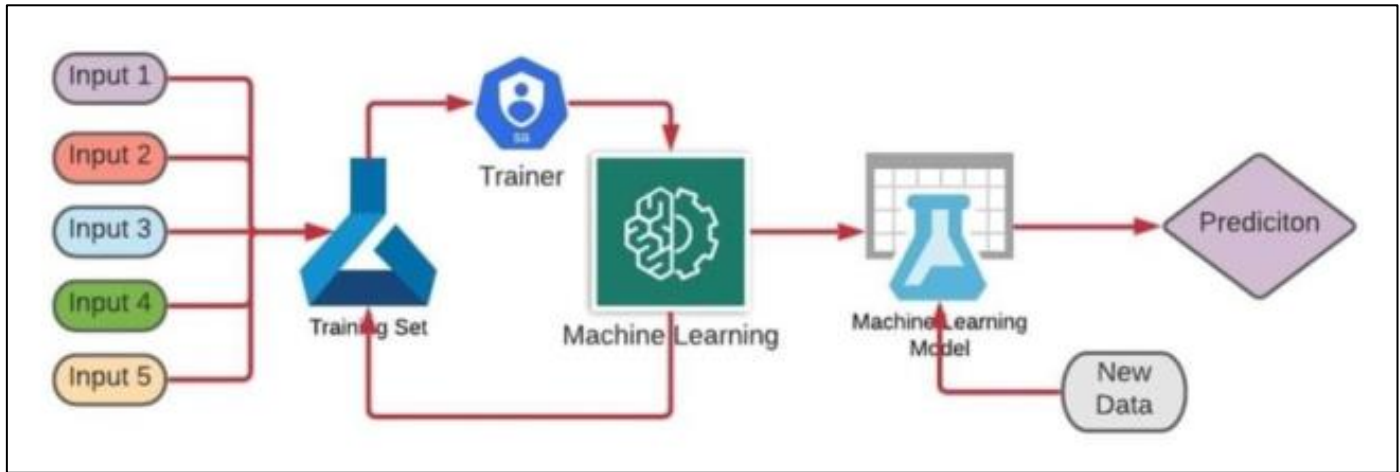 Input 1
Input 2
Input 3
Input 4
Input 5
Training Set
sa
Trainer
Machine Learning
Machine Learning
Model
New
Data
Prediciton